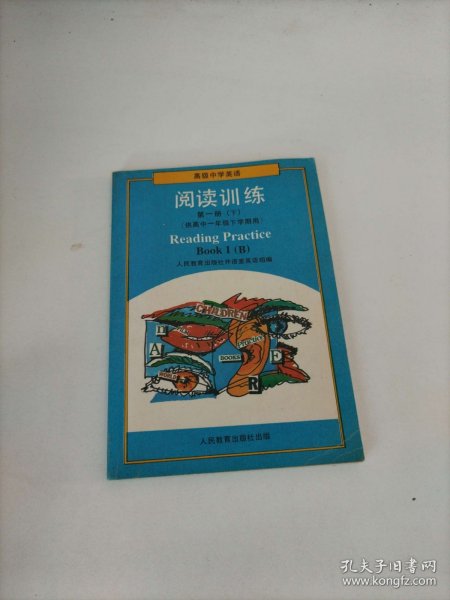 高级中学英语
阅读训练
第一册（下）
（供高中一年级下学期用）
Reading Practice
Book I (B)
人民教育出版社外语室英语组编
CHILDREN
PHRASES
BOOKS
n
A
E
R
WORLD
人民教育出版社出版
孔夫子旧书网
www.kongfz.com